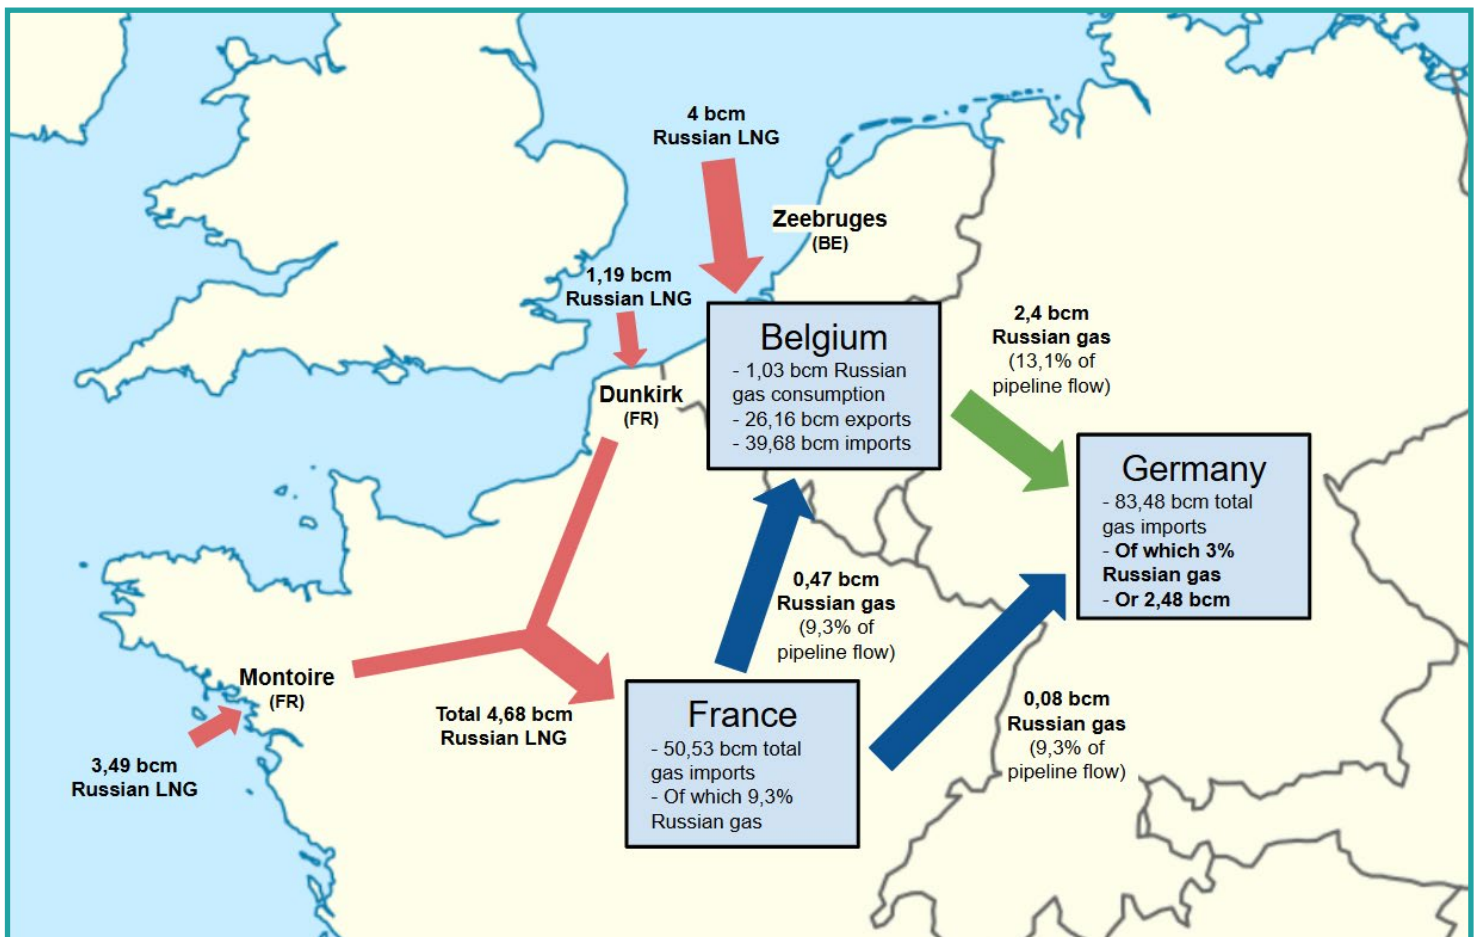 4 bcm
Russian LNG
Zeebruges
(BE)
1,19 bcm
Russian LNG
Dunkirk
(FR)
Belgium
- 1,03 bcm Russian
gas consumption
- 26,16 bcm exports
- 39,68 bcm imports
2,4 bcm
Russian gas
(13,1% of
pipeline flow)
Germany
- 83,48 bcm total
gas imports
- Of which 3%
Russian gas
- Or 2,48 bcm
0,47 bcm
Russian gas
(9,3% of
pipeline flow)
Montoire
(FR)
3,49 bcm
Russian LNG
Total 4,68 bcm
Russian LNG
France
- 50,53 bcm total
gas imports
- Of which 9,3%
Russian gas
0,08 bcm
Russian gas
(9,3% of
pipeline flow)